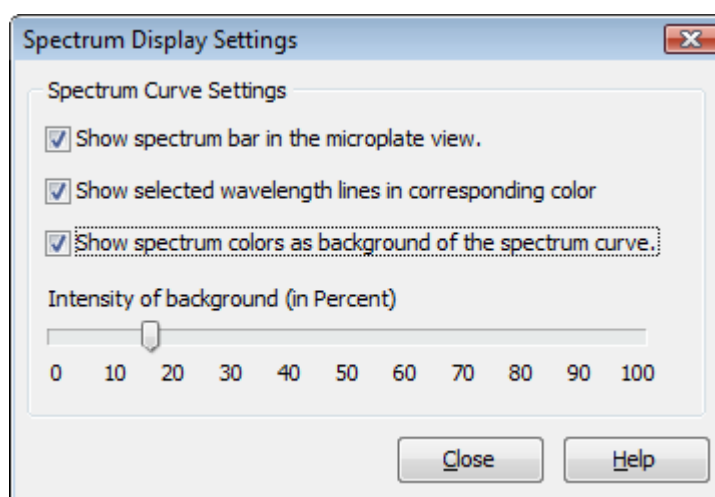 Spectrum Display Settings
Spectrum Curve Settings
Show spectrum bar in the microplate view.
Show selected wavelength lines in corresponding color
Show spectrum colors as background of the spectrum curve.
Intensity of background (in Percent)
0 10 20 30 40 50 60 70 80 90 100
Close Help